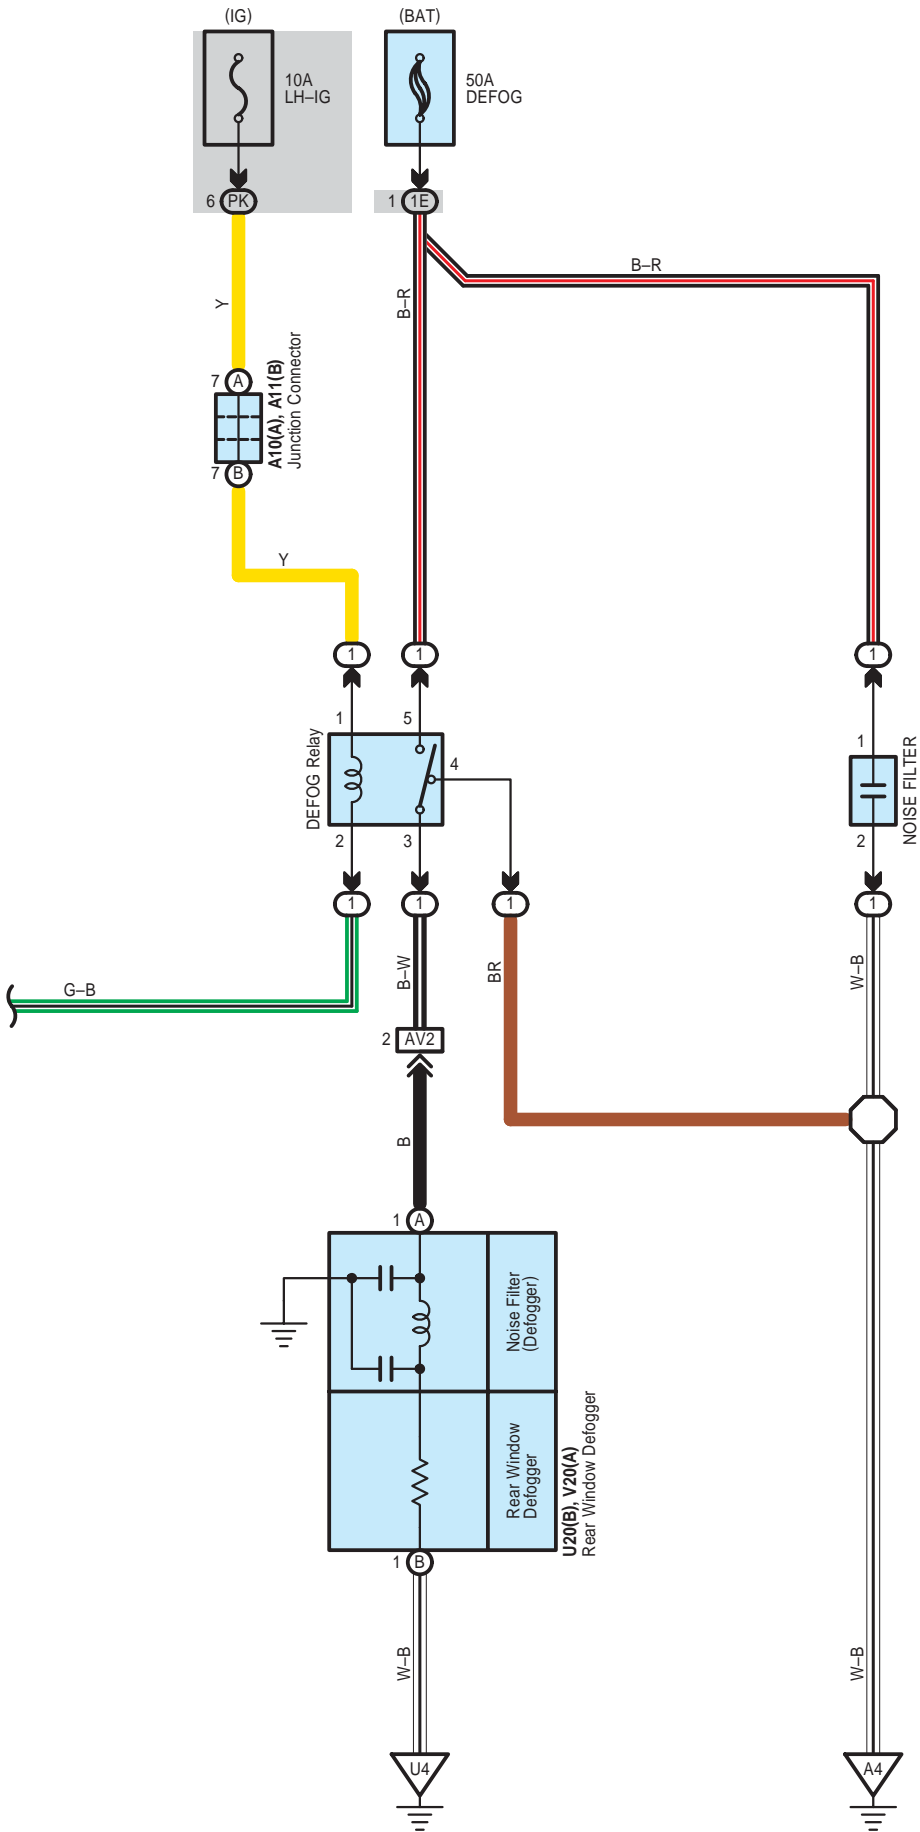 (IG)
(BAT)
10A
LH–IG
50A
DEFOG
6 PK
1 1E
B–R
Y
B–R
7 A
A10(A), A11(B)
Junction Connector
7 B
Y
1
1
1
1
5
4
DEFOG Relay
1
NOISE FILTER
2
3
2
1
1
1
1
G–B
B–W
BR
W–B
2 AV2
B
1 A
Noise Filter
(Defogger)
Rear Window
Defogger
U20(B), V20(A)
Rear Window Defogger
1 B
W–B
W–B
U4
A4